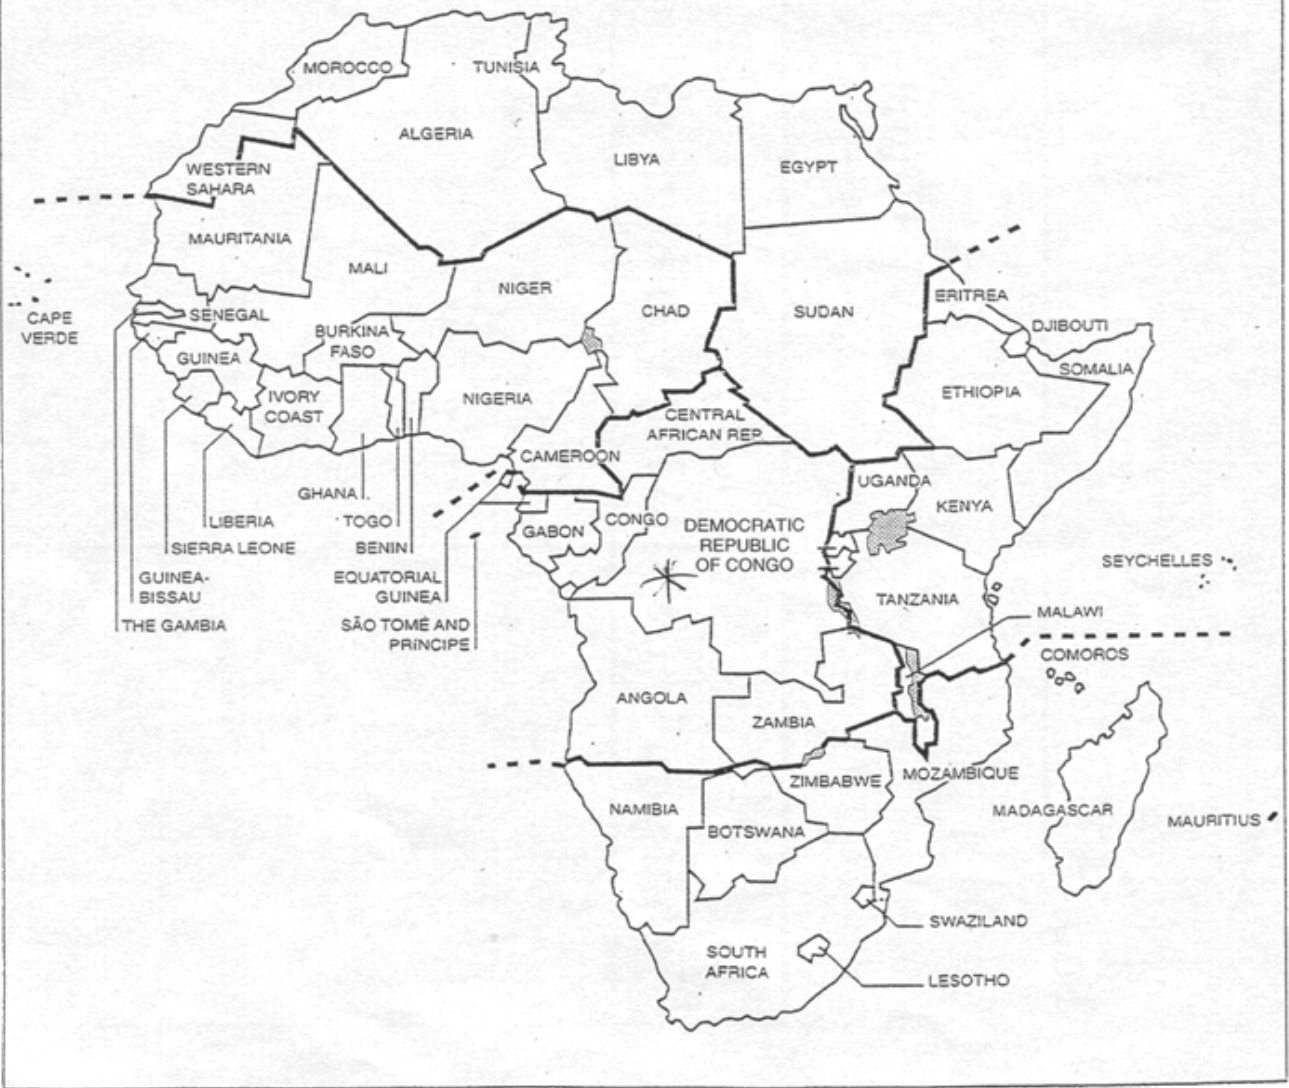 MOROCCO
TUNISIA
ALGERIA
LIBYA
EGYPT
WESTERN
SAHARA
MAURITANIA
MALI
NIGER
CHAD
SUDAN
ERITREA
CAPE
VERDE
SENEGAL
BURKINA
FASO
DJIBOUTI
GUINEA
SOMALIA
IVORY
COAST
NIGERIA
ETHIOPIA
CENTRAL
AFRICAN REP.
CAMEROON
UGANDA
GHANA
KENYA
LIBERIA
TOGO
GABON
CONGO
DEMOCRATIC
REPUBLIC
OF CONGO
SIERRA LEONE
BENIN
SEYCHELLES
GUINEA-
BISSAU
EQUATORIAL
GUINEA
TANZANIA
MALAWI
THE GAMBIA
SÃO TOMÉ AND
PRíNCIPE
COMOROS
ANGOLA
ZAMBIA
ZIMBABWE
MOZAMBIQUE
NAMIBIA
MADAGASCAR
MAURITIUS
BOTSWANA
SWAZILAND
SOUTH
AFRICA
LESOTHO